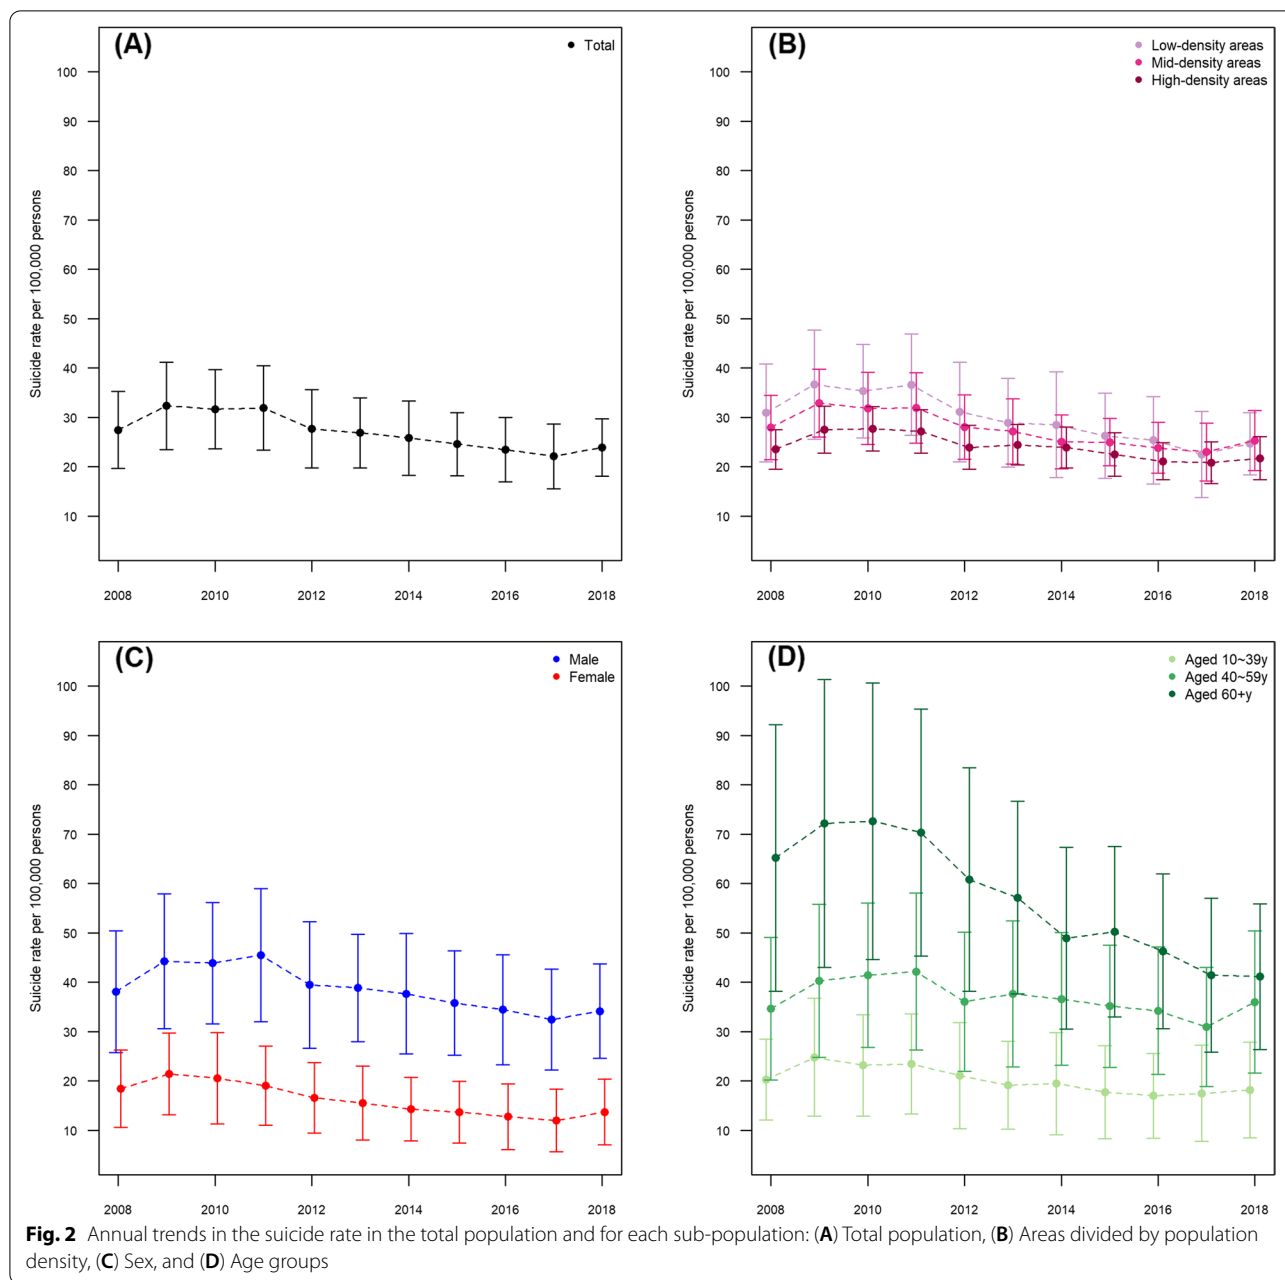 (A)
Total
100
90
80
70
60
50
40
30
20
10
Suicide rate per 100,000 persons
2008 2010 2012 2014 2016 2018
(B)
Low-density areas
Mid-density areas
High-density areas
100
90
80
70
60
50
40
30
20
10
Suicide rate per 100,000 persons
2008 2010 2012 2014 2016 2018
(C)
Male
Female
100
90
80
70
60
50
40
30
20
10
Suicide rate per 100,000 persons
2008 2010 2012 2014 2016 2018
(D)
Aged 10~39y
Aged 40~59y
Aged 60+y
100
90
80
70
60
50
40
30
20
10
Suicide rate per 100,000 persons
2008 2010 2012 2014 2016 2018
Fig. 2 Annual trends in the suicide rate in the total population and for each sub-population: (A) Total population, (B) Areas divided by population
density, (C) Sex, and (D) Age groups